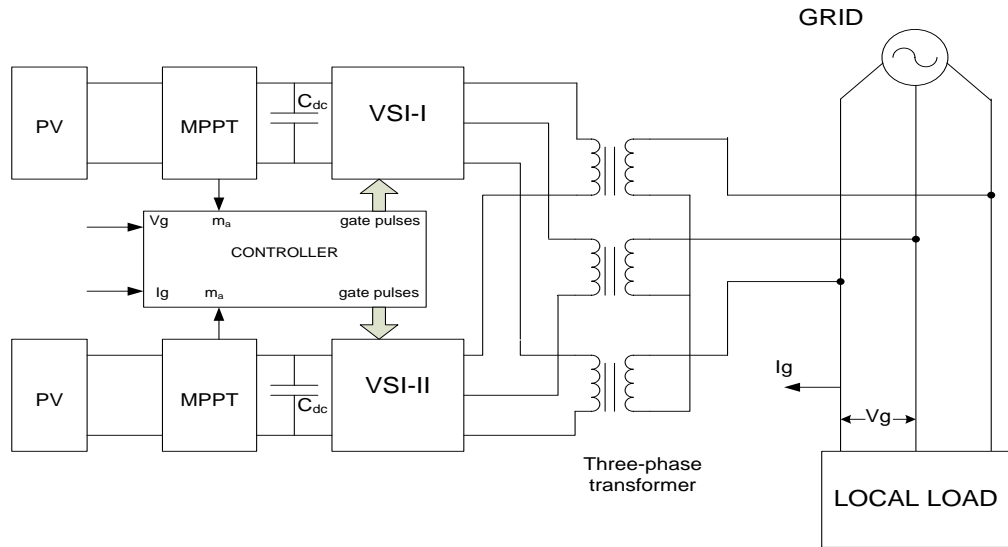 GRID
PV
MPPT
Cdc
VSI-I
Vg
ma
gate pulses
CONTROLLER
Ig
ma
gate pulses
PV
MPPT
Cdc
VSI-II
Three-phase
transformer
Ig
Vg
LOCAL LOAD